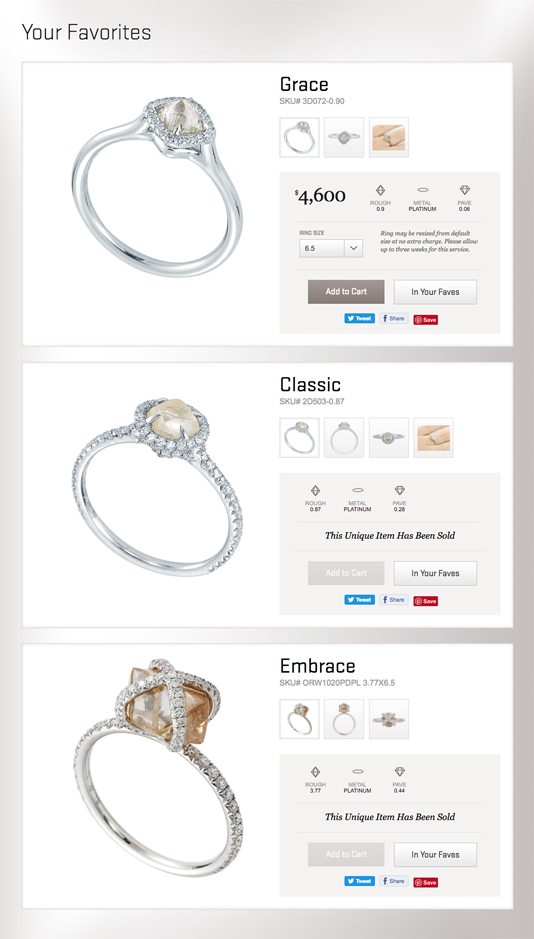 Your Favorites
Grace
SKU# 3D072-0.90
$4,600
ROUGH
0.9
METAL
PLATINUM
PAVE
0.06
RING SIZE
6.5
Ring may be resized from default
size at no extra charge. Please allow
up to three weeks for this service.
Add to Cart
In Your Faves
Tweet
Share
Save
Classic
SKU# 2D503-0.87
ROUGH
0.87
METAL
PLATINUM
PAVE
0.28
This Unique Item Has Been Sold
Add to Cart
In Your Faves
Tweet
Share
Save
Embrace
SKU# ORW1020PDPL 3.77X6.5
ROUGH
3.77
METAL
PLATINUM
PAVE
0.44
This Unique Item Has Been Sold
Add to Cart
In Your Faves
Tweet
Share
Save